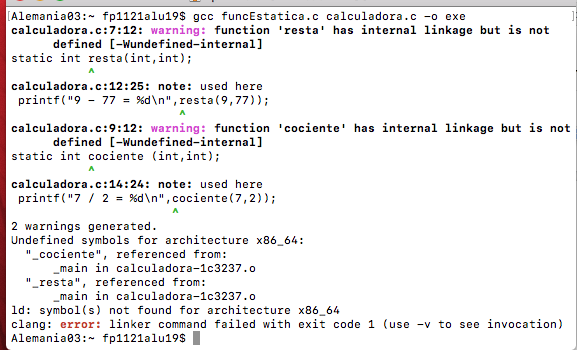 [Alemania03:~ fp1121alu19$ gcc funcEstatica.c calculadora.c -o exe ]
calculadora.c:7:12: warning: function 'resta' has internal linkage but is not
      defined [-Wundefined-internal]
static int resta(int,int);
           ^
calculadora.c:12:25: note: used here
 printf("9 - 77 = %d\n",resta(9,77));
                        ^
calculadora.c:9:12: warning: function 'cociente' has internal linkage but is not
      defined [-Wundefined-internal]
static int cociente (int,int);
           ^
calculadora.c:14:24: note: used here
 printf("7 / 2 = %d\n",cociente(7,2));
                       ^
2 warnings generated.
Undefined symbols for architecture x86_64:
  "_cociente", referenced from:
      _main in calculadora-1c3237.o
  "_resta", referenced from:
      _main in calculadora-1c3237.o
ld: symbol(s) not found for architecture x86_64
clang: error: linker command failed with exit code 1 (use -v to see invocation)
Alemania03:~ fp1121alu19$